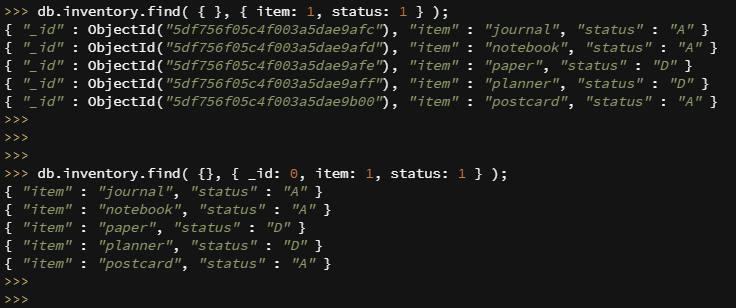 >>> db.inventory.find( { }, { item: 1, status: 1 } );
{ "_id" : ObjectId("5df756f05c4f003a5dae9afc"), "item" : "journal", "status" : "A" }
{ "_id" : ObjectId("5df756f05c4f003a5dae9afd"), "item" : "notebook", "status" : "A" }
{ "_id" : ObjectId("5df756f05c4f003a5dae9afe"), "item" : "paper", "status" : "D" }
{ "_id" : ObjectId("5df756f05c4f003a5dae9aff"), "item" : "planner", "status" : "D" }
{ "_id" : ObjectId("5df756f05c4f003a5dae9b00"), "item" : "postcard", "status" : "A" }
>>>
>>>
>>>
>>> db.inventory.find( {}, { _id: 0, item: 1, status: 1 } );
{ "item" : "journal", "status" : "A" }
{ "item" : "notebook", "status" : "A" }
{ "item" : "paper", "status" : "D" }
{ "item" : "planner", "status" : "D" }
{ "item" : "postcard", "status" : "A" }
>>>
>>>